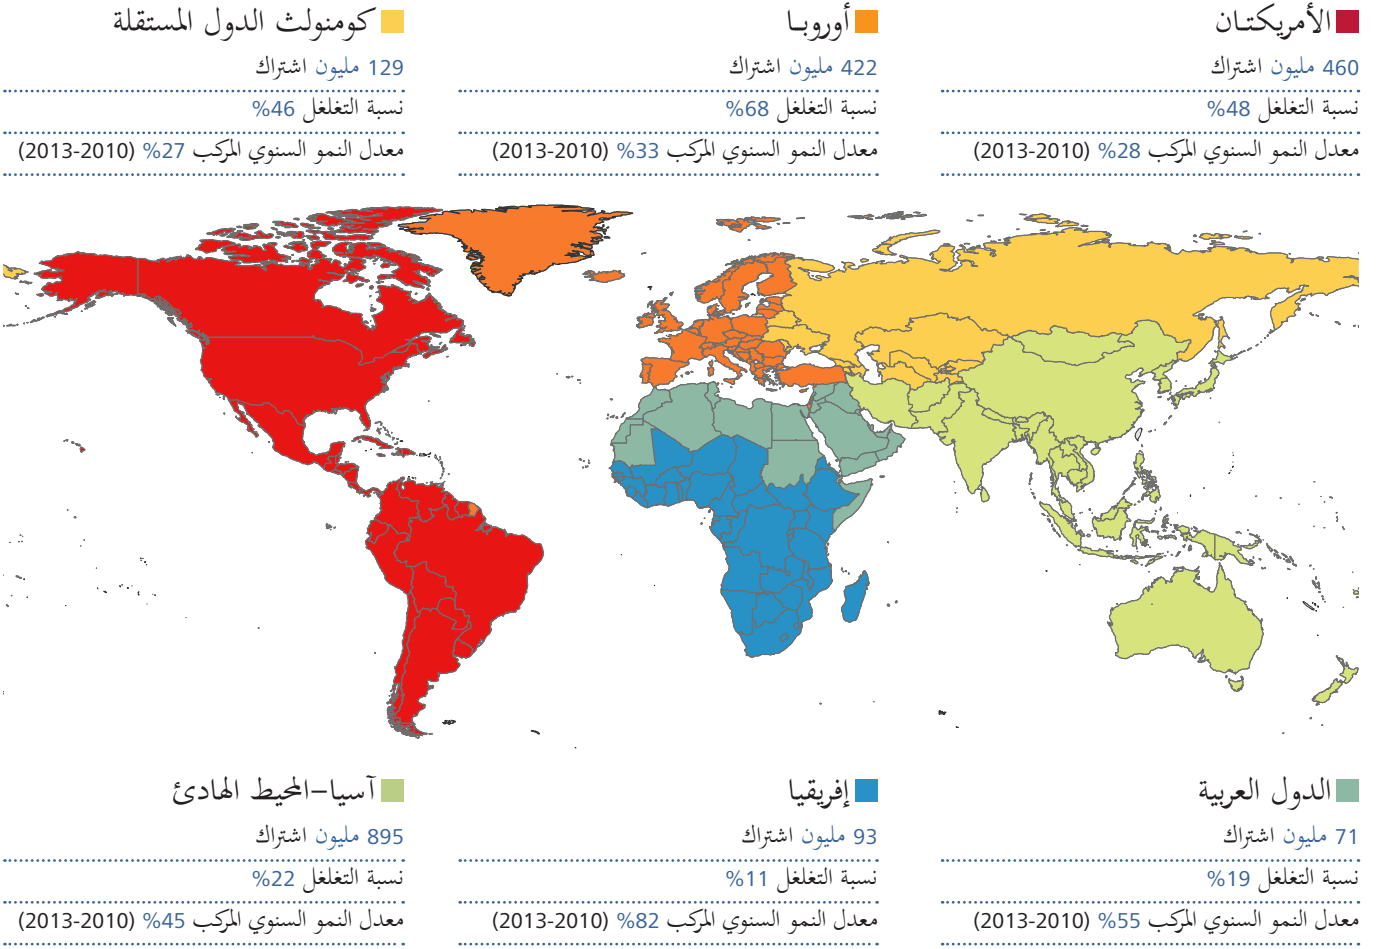 الأمريكتـان
460 مليون اشتراك
نسبة التغلغل 48%
معدل النمو السنوي المركب 28% (2010-2013)
أوروبـا
422 مليون اشتراك
نسبة التغلغل 68%
معدل النمو السنوي المركب 33% (2010-2013)
كومنولث الدول المستقلة
129 مليون اشتراك
نسبة التغلغل 46%
معدل النمو السنوي المركب 27% (2010-2013)
الدول العربية
71 مليون اشتراك
نسبة التغلغل 19%
معدل النمو السنوي المركب 55% (2010-2013)
إفريقيا
93 مليون اشتراك
نسبة التغلغل 11%
معدل النمو السنوي المركب 82% (2010-2013)
آسيا–المحيط الهادئ
895 مليون اشتراك
نسبة التغلغل 22%
معدل النمو السنوي المركب 45% (2010-2013)